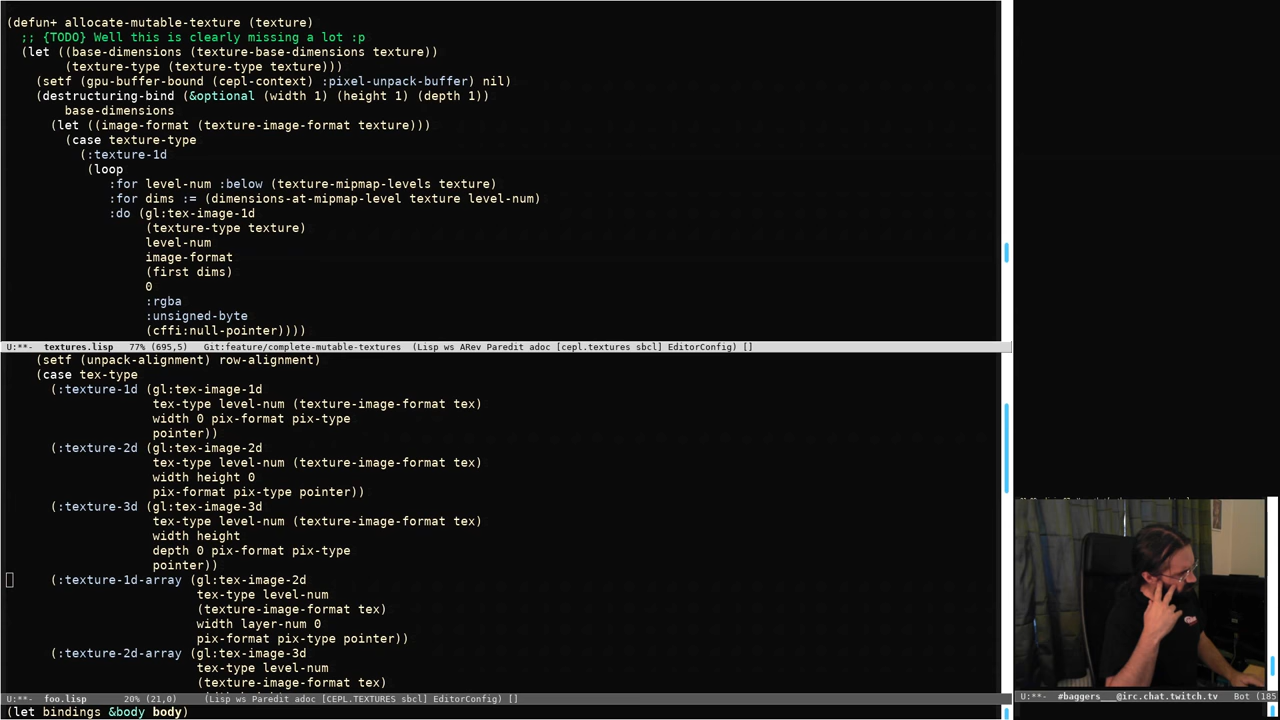 (defun+ allocate-mutable-texture (texture)
;; {TODO} Well this is clearly missing a lot :p
(let ((base-dimensions (texture-base-dimensions texture))
(texture-type (texture-type texture)))
(setf (gpu-buffer-bound (cepl-context) :pixel-unpack-buffer) nil)
(destructuring-bind (&optional (width 1) (height 1) (depth 1))
base-dimensions
(let ((image-format (texture-image-format texture)))
(case texture-type
(:texture-1d
(loop
:for level-num :below (texture-mipmap-levels texture)
:for dims := (dimensions-at-mipmap-level texture level-num)
:do (gl:tex-image-1d
(texture-type texture)
level-num
image-format
(first dims)
0
:rgba
:unsigned-byte
(cffi:null-pointer))))
U:**-  textures.lisp   77% (695,5)   Git:feature/complete-mutable-textures  (Lisp ws ARev Paredit adoc [cepl.textures sbcl] EditorConfig) []
(setf (unpack-alignment) row-alignment)
(case tex-type
(:texture-1d (gl:tex-image-1d
tex-type level-num (texture-image-format tex)
width 0 pix-format pix-type
pointer))
(:texture-2d (gl:tex-image-2d
tex-type level-num (texture-image-format tex)
width height 0
pix-format pix-type pointer))
(:texture-3d (gl:tex-image-3d
tex-type level-num (texture-image-format tex)
width height
depth 0 pix-format pix-type
pointer))
(:texture-1d-array (gl:tex-image-2d
tex-type level-num
(texture-image-format tex)
width layer-num 0
pix-format pix-type pointer))
(:texture-2d-array (gl:tex-image-3d
tex-type level-num
(texture-image-format tex)
U:**-  foo.lisp       20% (21,0)     (Lisp ws Paredit adoc [CEPL.TEXTURES sbcl] EditorConfig) []
U:**-  #baggers___@irc.chat.twitch.tv   Bot (185
(let bindings &body body)